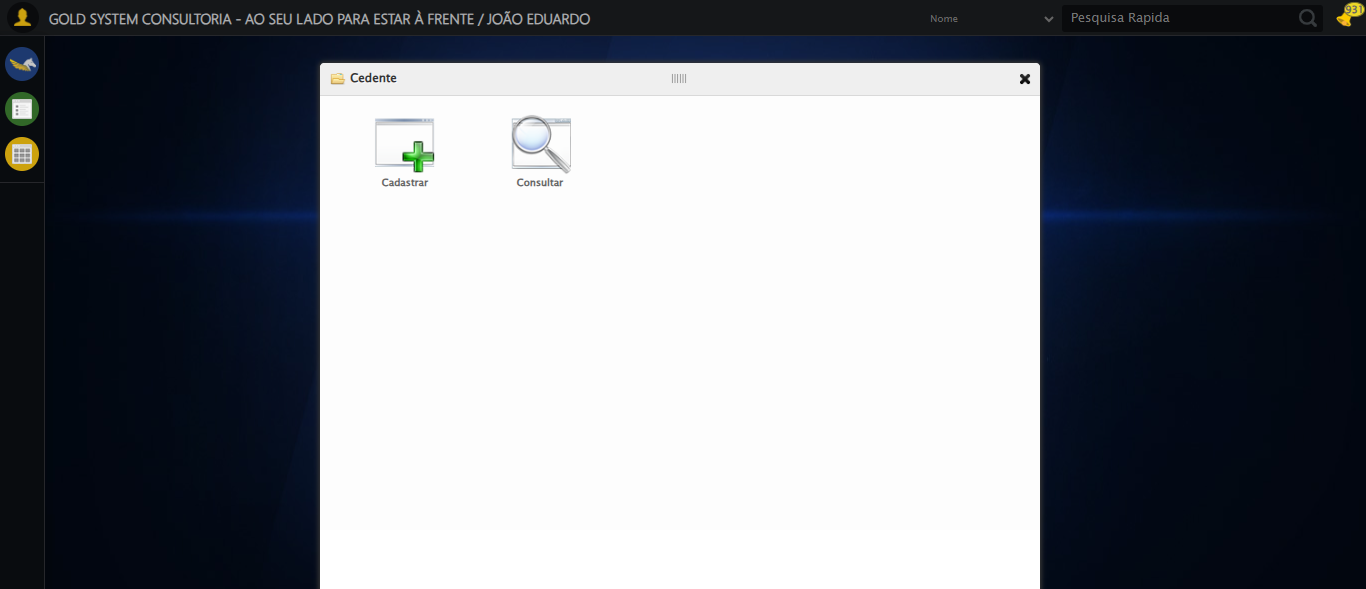 GOLD SYSTEM CONSULTORIA - AO SEU LADO PARA ESTAR À FRENTE / JOÃO EDUARDO
Nome
Pesquisa Rapida
931
Cedente
Cadastrar
Consultar